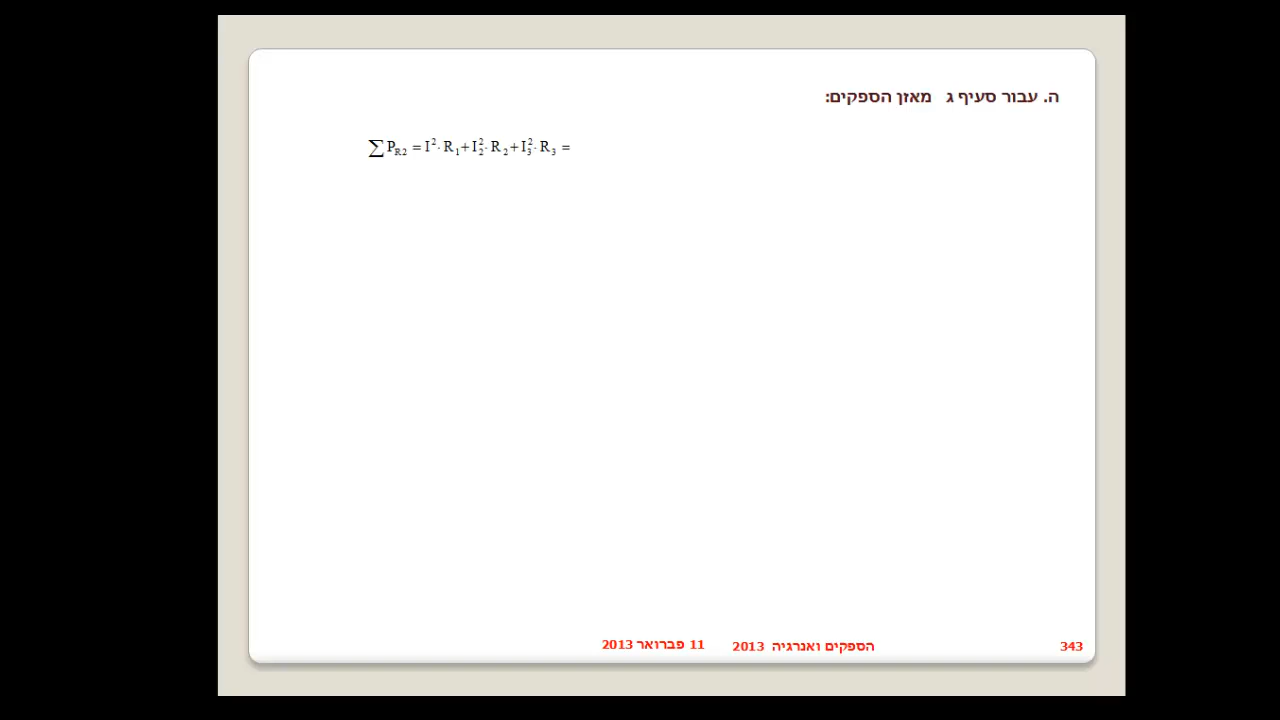 ה. עבור סעיף ג מאזן הספקים:
∑P_R2 = I²·R₁+I₂²·R₂+I₃²·R₃ =
343 הספקים ואנרגיה 2013 11 פברואר 2013